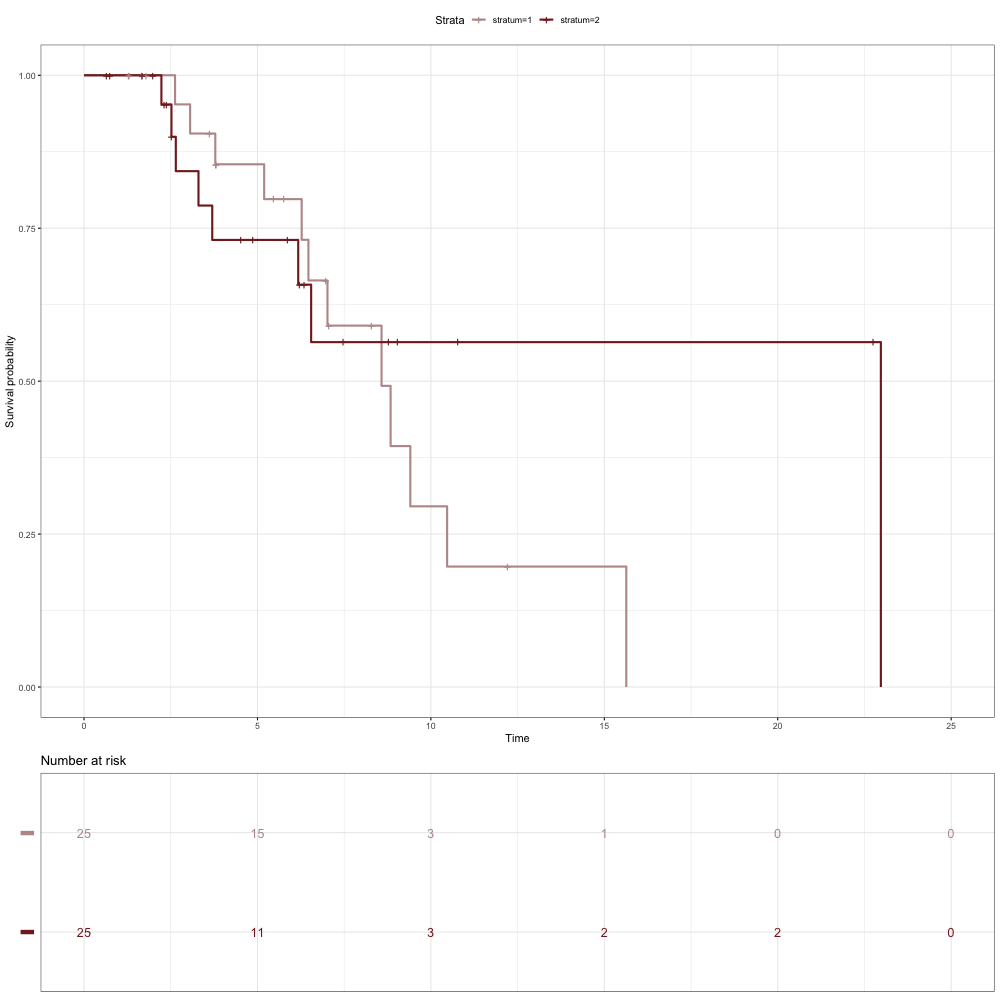 Strata stratum=1 stratum=2
1.00
0.75
0.50
0.25
0.00
Survival probability
0 5 10 15 20 25
Time
Number at risk
25 15 3 1 0 0
25 11 3 2 2 0